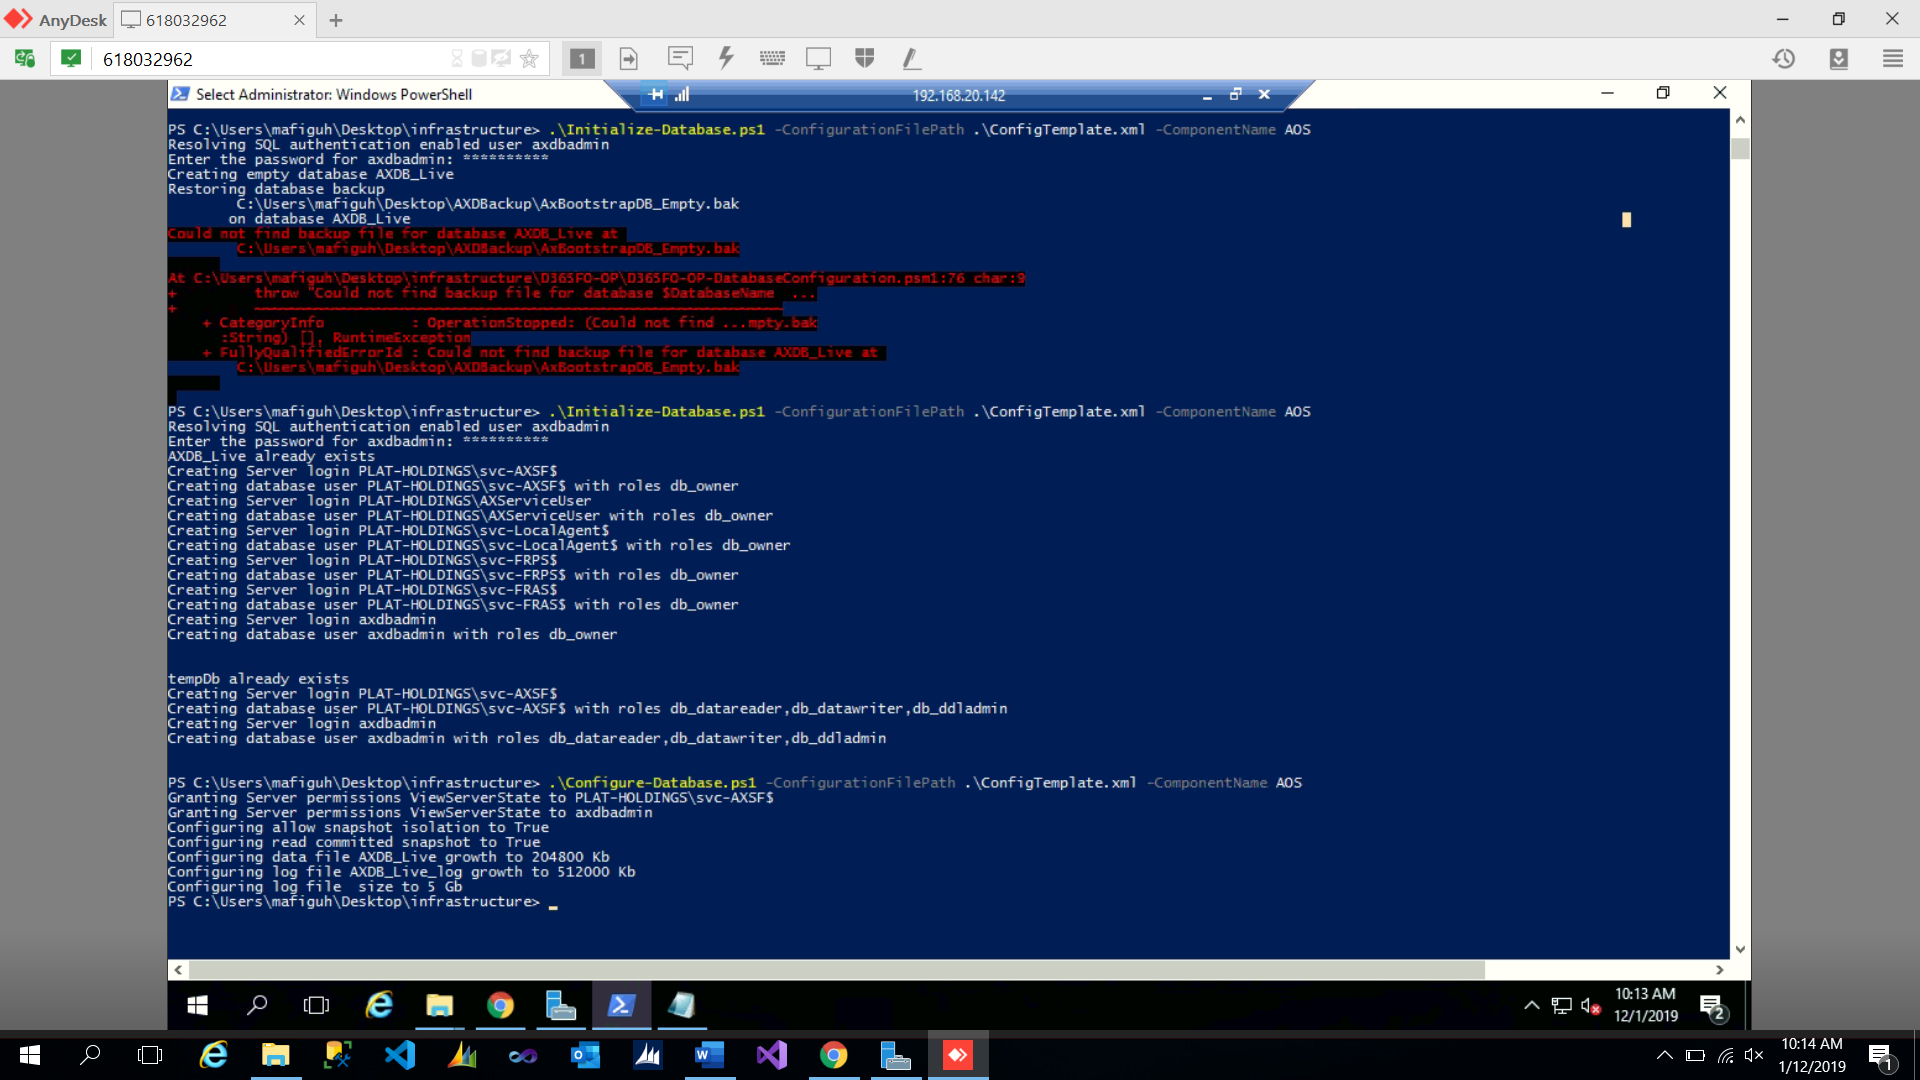 AnyDesk
618032962
618032962
1
Select Administrator: Windows PowerShell
192.168.20.142
PS C:\Users\mafiguh\Desktop\infrastructure> .\Initialize-Database.ps1 -ConfigurationFilePath .\ConfigTemplate.xml -ComponentName AOS
Resolving SQL authentication enabled user axdbadmin
Enter the password for axdbadmin: **********
Creating empty database AXDB_Live
Restoring database backup
C:\Users\mafiguh\Desktop\AXDBackup\AxBootstrapDB_Empty.bak
on database AXDB_Live
Could not find backup file for database AXDB_Live at
C:\Users\mafiguh\Desktop\AXDBackup\AxBootstrapDB_Empty.bak
At C:\Users\mafiguh\Desktop\infrastructure\D365FO-OP\D365FO-OP-DatabaseConfiguration.psm1:76 char:9
+ throw "Could not find backup file for database $DatabaseName ...
+ ~~~~~~~~~~~~~~~~~~~~~~~~~~~~~~~~~~~~~~~~~~~~~~~~~~~~~~~~~~~~~
+ CategoryInfo : OperationStopped: (Could not find ...mpty.bak
:String) [], RuntimeException
+ FullyQualifiedErrorId : Could not find backup file for database AXDB_Live at
C:\Users\mafiguh\Desktop\AXDBackup\AxBootstrapDB_Empty.bak
PS C:\Users\mafiguh\Desktop\infrastructure> .\Initialize-Database.ps1 -ConfigurationFilePath .\ConfigTemplate.xml -ComponentName AOS
Resolving SQL authentication enabled user axdbadmin
Enter the password for axdbadmin: **********
AXDB_Live already exists
Creating Server login PLAT-HOLDINGS\svc-AXSF$
Creating database user PLAT-HOLDINGS\svc-AXSF$ with roles db_owner
Creating Server login PLAT-HOLDINGS\AXServiceUser
Creating database user PLAT-HOLDINGS\AXServiceUser with roles db_owner
Creating Server login PLAT-HOLDINGS\svc-LocalAgent$
Creating database user PLAT-HOLDINGS\svc-LocalAgent$ with roles db_owner
Creating Server login PLAT-HOLDINGS\svc-FRPS$
Creating database user PLAT-HOLDINGS\svc-FRPS$ with roles db_owner
Creating Server login PLAT-HOLDINGS\svc-FRAS$
Creating database user PLAT-HOLDINGS\svc-FRAS$ with roles db_owner
Creating Server login axdbadmin
Creating database user axdbadmin with roles db_owner
tempDb already exists
Creating Server login PLAT-HOLDINGS\svc-AXSF$
Creating database user PLAT-HOLDINGS\svc-AXSF$ with roles db_datareader,db_datawriter,db_ddladmin
Creating Server login axdbadmin
Creating database user axdbadmin with roles db_datareader,db_datawriter,db_ddladmin
PS C:\Users\mafiguh\Desktop\infrastructure> .\Configure-Database.ps1 -ConfigurationFilePath .\ConfigTemplate.xml -ComponentName AOS
Granting Server permissions ViewServerState to PLAT-HOLDINGS\svc-AXSF$
Granting Server permissions ViewServerState to axdbadmin
Configuring allow snapshot isolation to True
Configuring read committed snapshot to True
Configuring data file AXDB_Live growth to 204800 Kb
Configuring log file AXDB_Live_log growth to 512000 Kb
Configuring log file  size to 5 Gb
PS C:\Users\mafiguh\Desktop\infrastructure> _
10:13 AM
12/1/2019
2
10:14 AM
1/12/2019
1